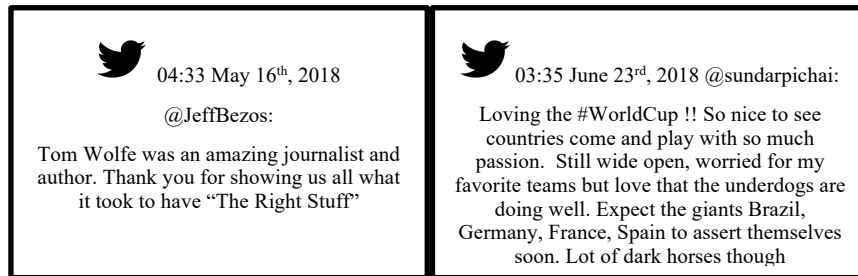 04:33 May 16th, 2018
@JeffBezos:
Tom Wolfe was an amazing journalist and
author. Thank you for showing us all what
it took to have “The Right Stuff”
03:35 June 23rd, 2018 @sundarpichai:
Loving the #WorldCup !! So nice to see
countries come and play with so much
passion.  Still wide open, worried for my
favorite teams but love that the underdogs are
doing well. Expect the giants Brazil,
Germany, France, Spain to assert themselves
soon. Lot of dark horses though